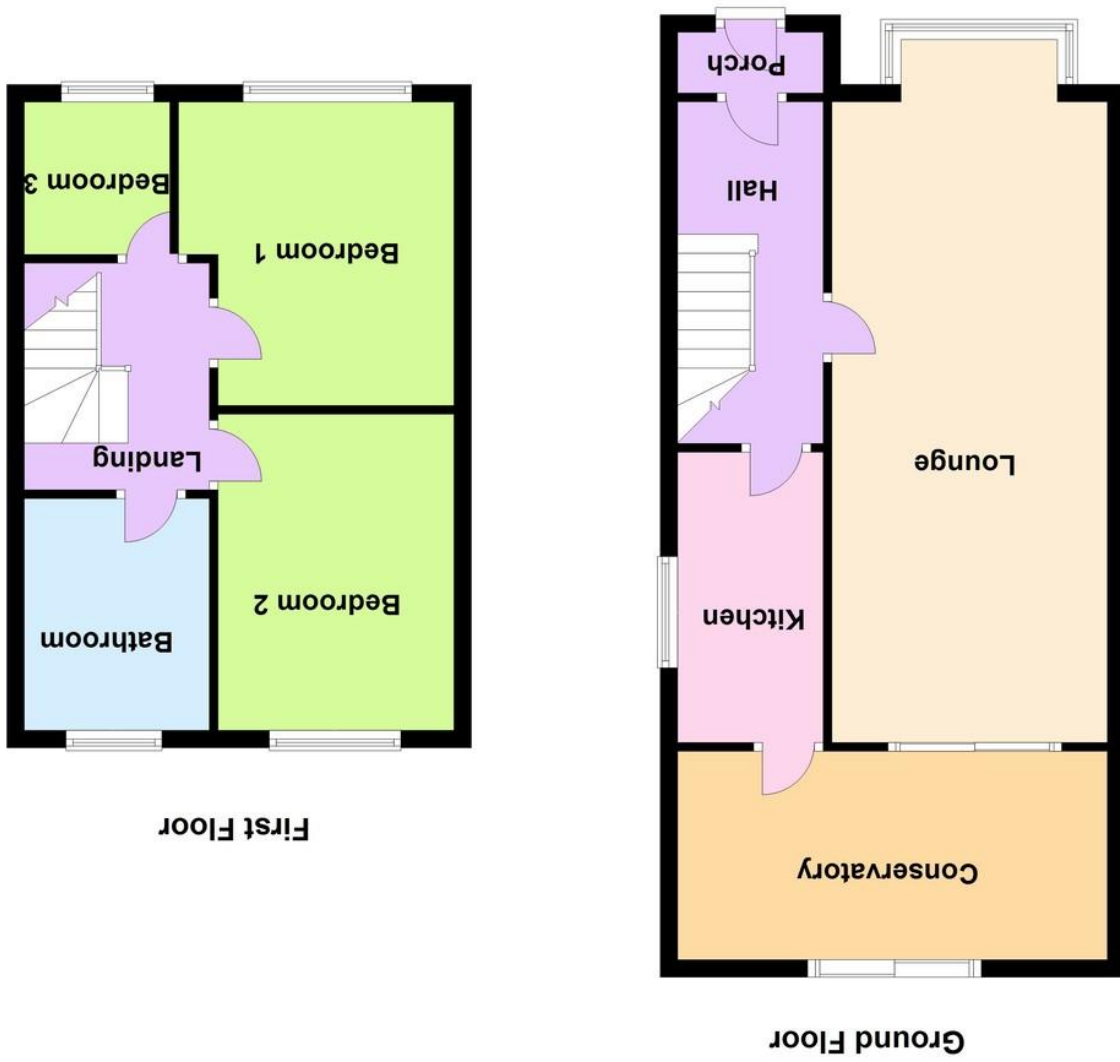 Ground Floor
Conservatory
Kitchen
Lounge
Hall
Porch
First Floor
Bathroom
Bedroom 2
Landing
Bedroom 1
Bedroom 3